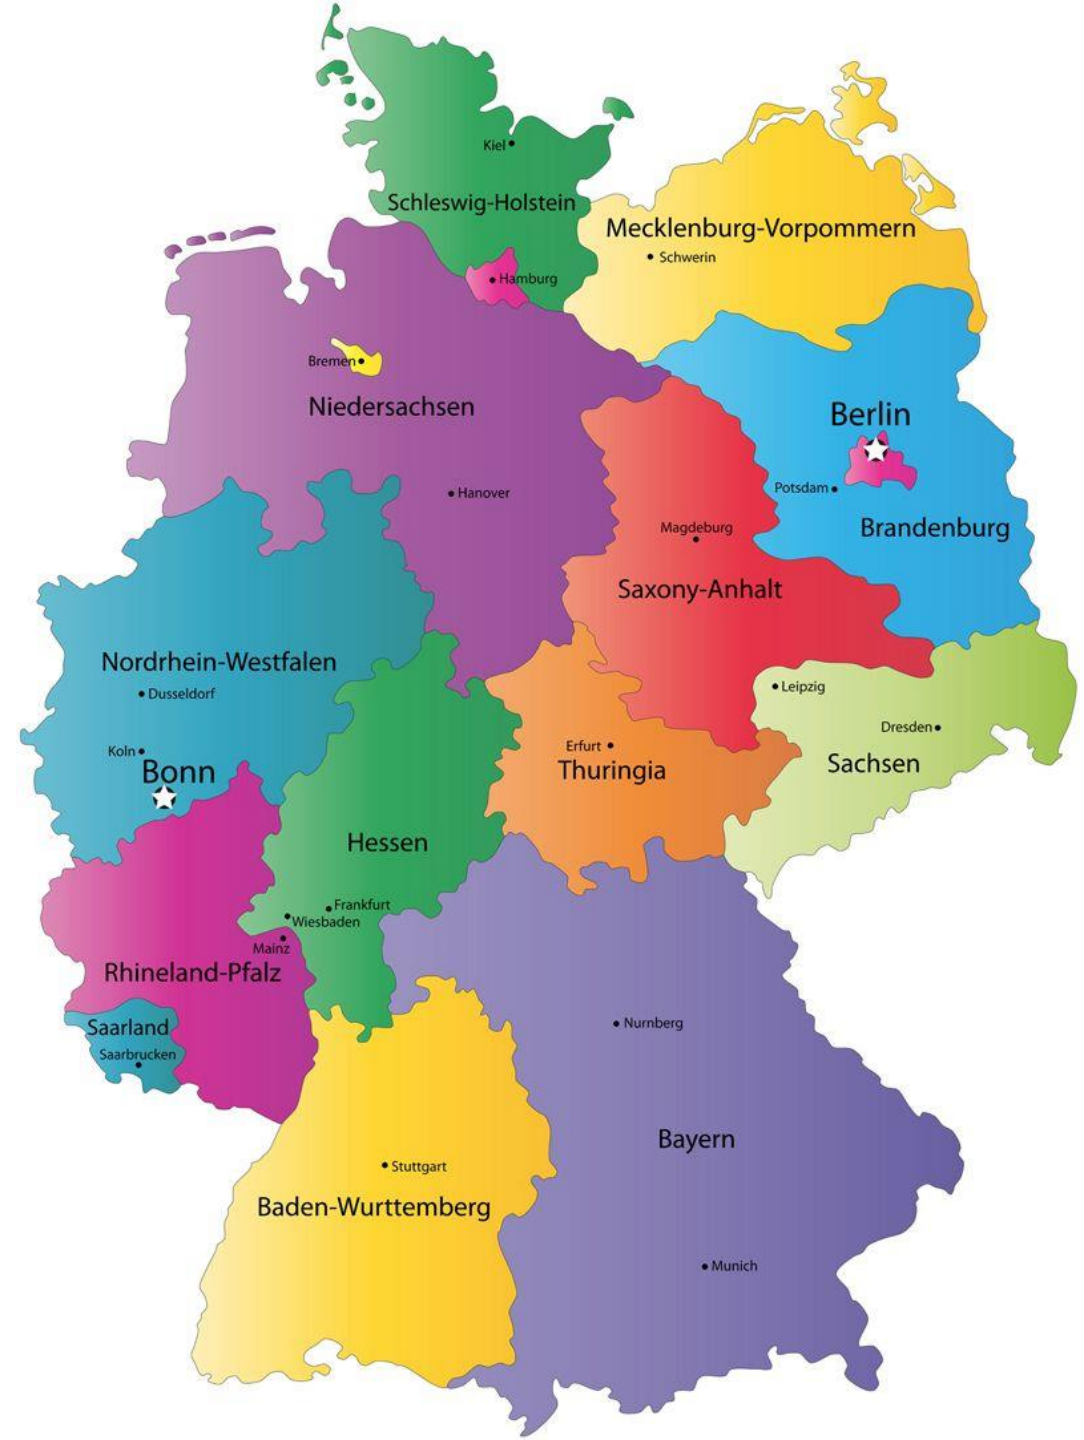 Kiel
Schleswig-Holstein
Mecklenburg-Vorpommern
Schwerin
Hamburg
Bremen
Niedersachsen
Berlin
Potsdam
Hanover
Brandenburg
Magdeburg
Saxony-Anhalt
Nordrhein-Westfalen
Dusseldorf
Leipzig
Dresden
Koln
Bonn
Erfurt
Thuringia
Sachsen
Hessen
Frankfurt
Wiesbaden
Mainz
Rhineland-Pfalz
Saarland
Saarbrucken
Nurnberg
Bayern
Stuttgart
Baden-Wurttemberg
Munich